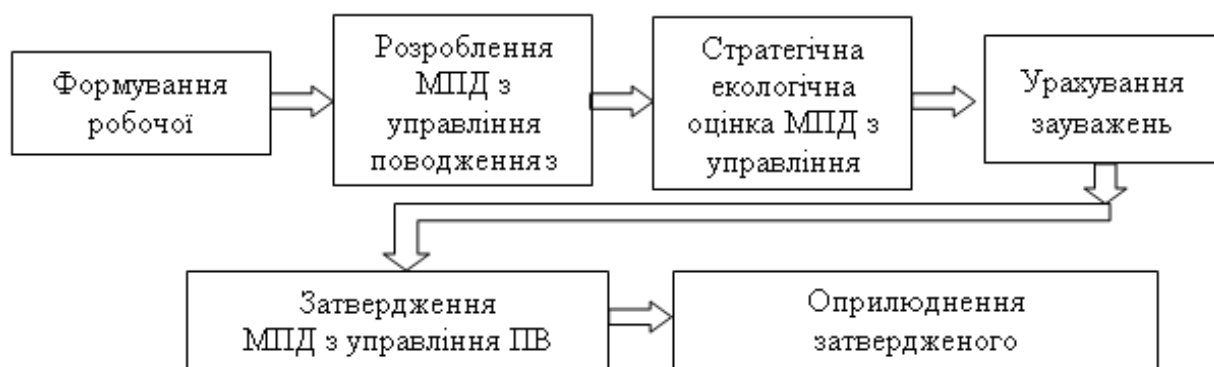 Формування
робочої
Розроблення
МПД з
управління
поводження з
Стратегічна
екологічна
оцінка МПД з
управління
Урахування
зауважень
Затвердження
МПД з управління ПВ
Оприлюднення
затвердженого